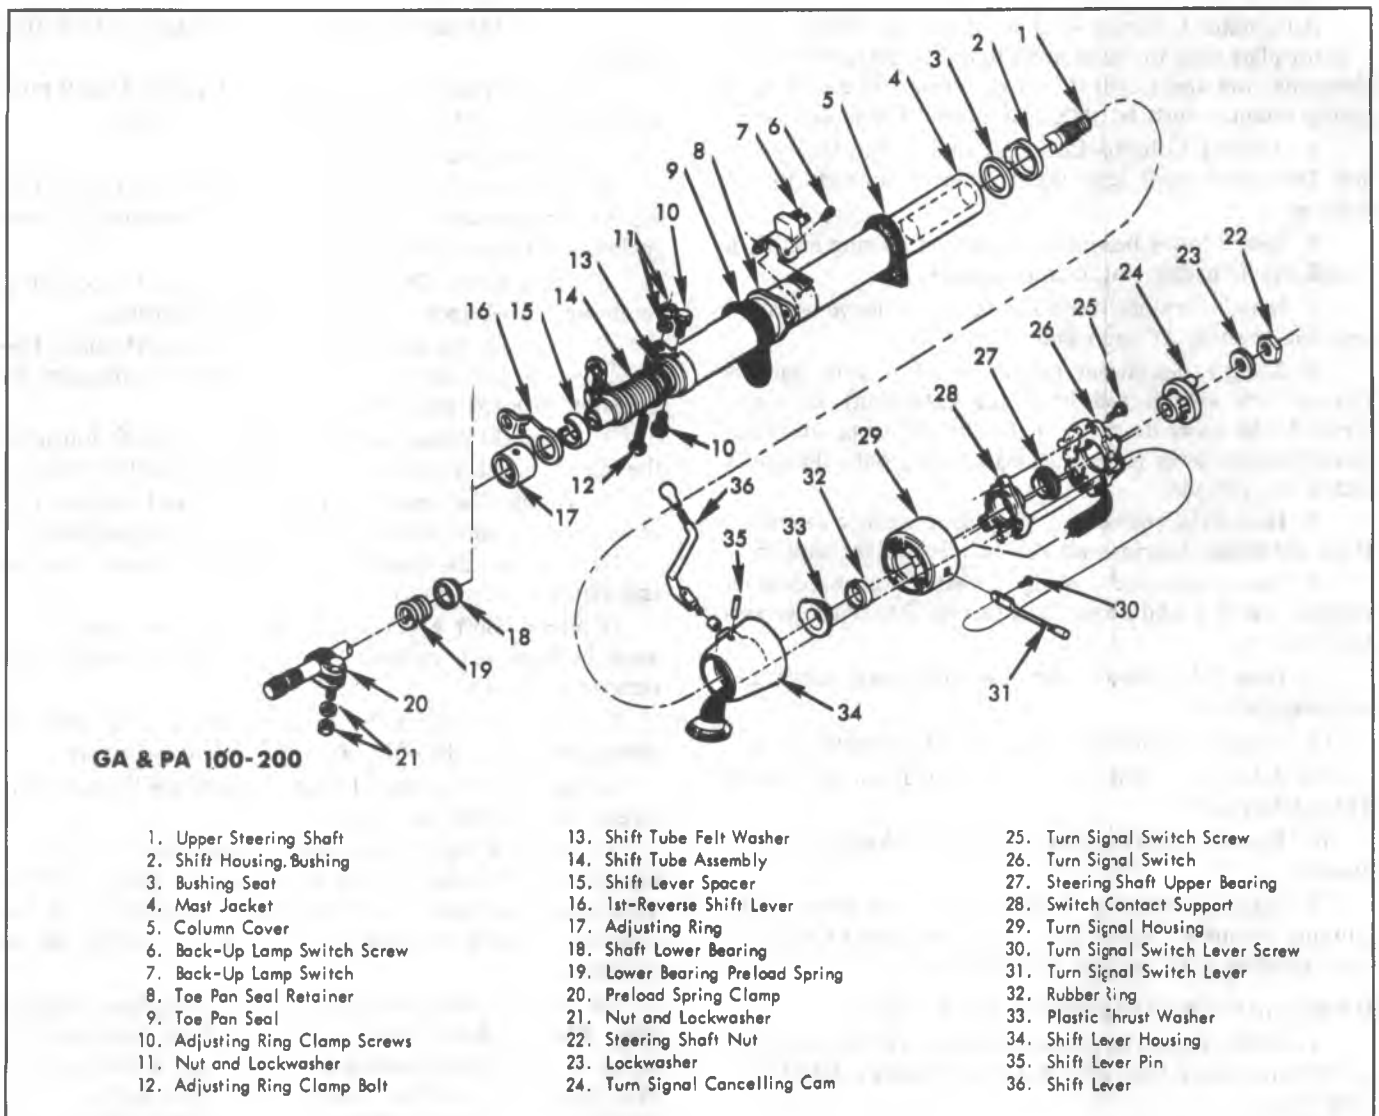 1
2
3
4
5
6
7
8
9
10
11
13
14
15
16
22
23
24
25
26
27
28
29
10
12
17
36
32
33
35
30
18
19
31
20
34
21
GA & PA 100-200
1. Upper Steering Shaft
2. Shift Housing Bushing
3. Bushing Seat
4. Mast Jacket
5. Column Cover
6. Back-Up Lamp Switch Screw
7. Back-Up Lamp Switch
8. Toe Pan Seal Retainer
9. Toe Pan Seal
10. Adjusting Ring Clamp Screws
11. Nut and Lockwasher
12. Adjusting Ring Clamp Bolt
13. Shift Tube Felt Washer
14. Shift Tube Assembly
15. Shift Lever Spacer
16. 1st-Reverse Shift Lever
17. Adjusting Ring
18. Shaft Lower Bearing
19. Lower Bearing Preload Spring
20. Preload Spring Clamp
21. Nut and Lockwasher
22. Steering Shaft Nut
23. Lockwasher
24. Turn Signal Cancelling Cam
25. Turn Signal Switch Screw
26. Turn Signal Switch
27. Steering Shaft Upper Bearing
28. Switch Contact Support
29. Turn Signal Housing
30. Turn Signal Switch Lever Screw
31. Turn Signal Switch Lever
32. Rubber Ring
33. Plastic Thrust Washer
34. Shift Lever Housing
35. Shift Lever Pin
36. Shift Lever